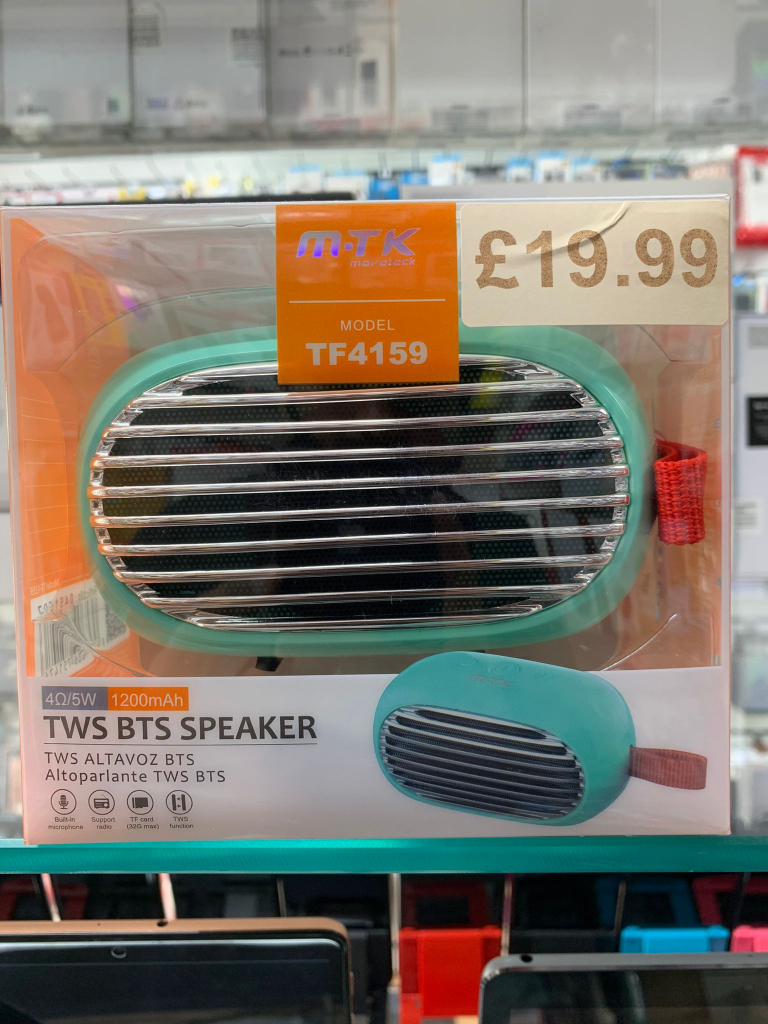 M·TK
moveteck
£19.99
MODEL
TF4159
4Ω/5W 1200mAh
TWS BTS SPEAKER
TWS ALTAVOZ BTS
Altoparlante TWS BTS
Built-in
microphone
Support
radio
TF card
(32G max)
TWS
function